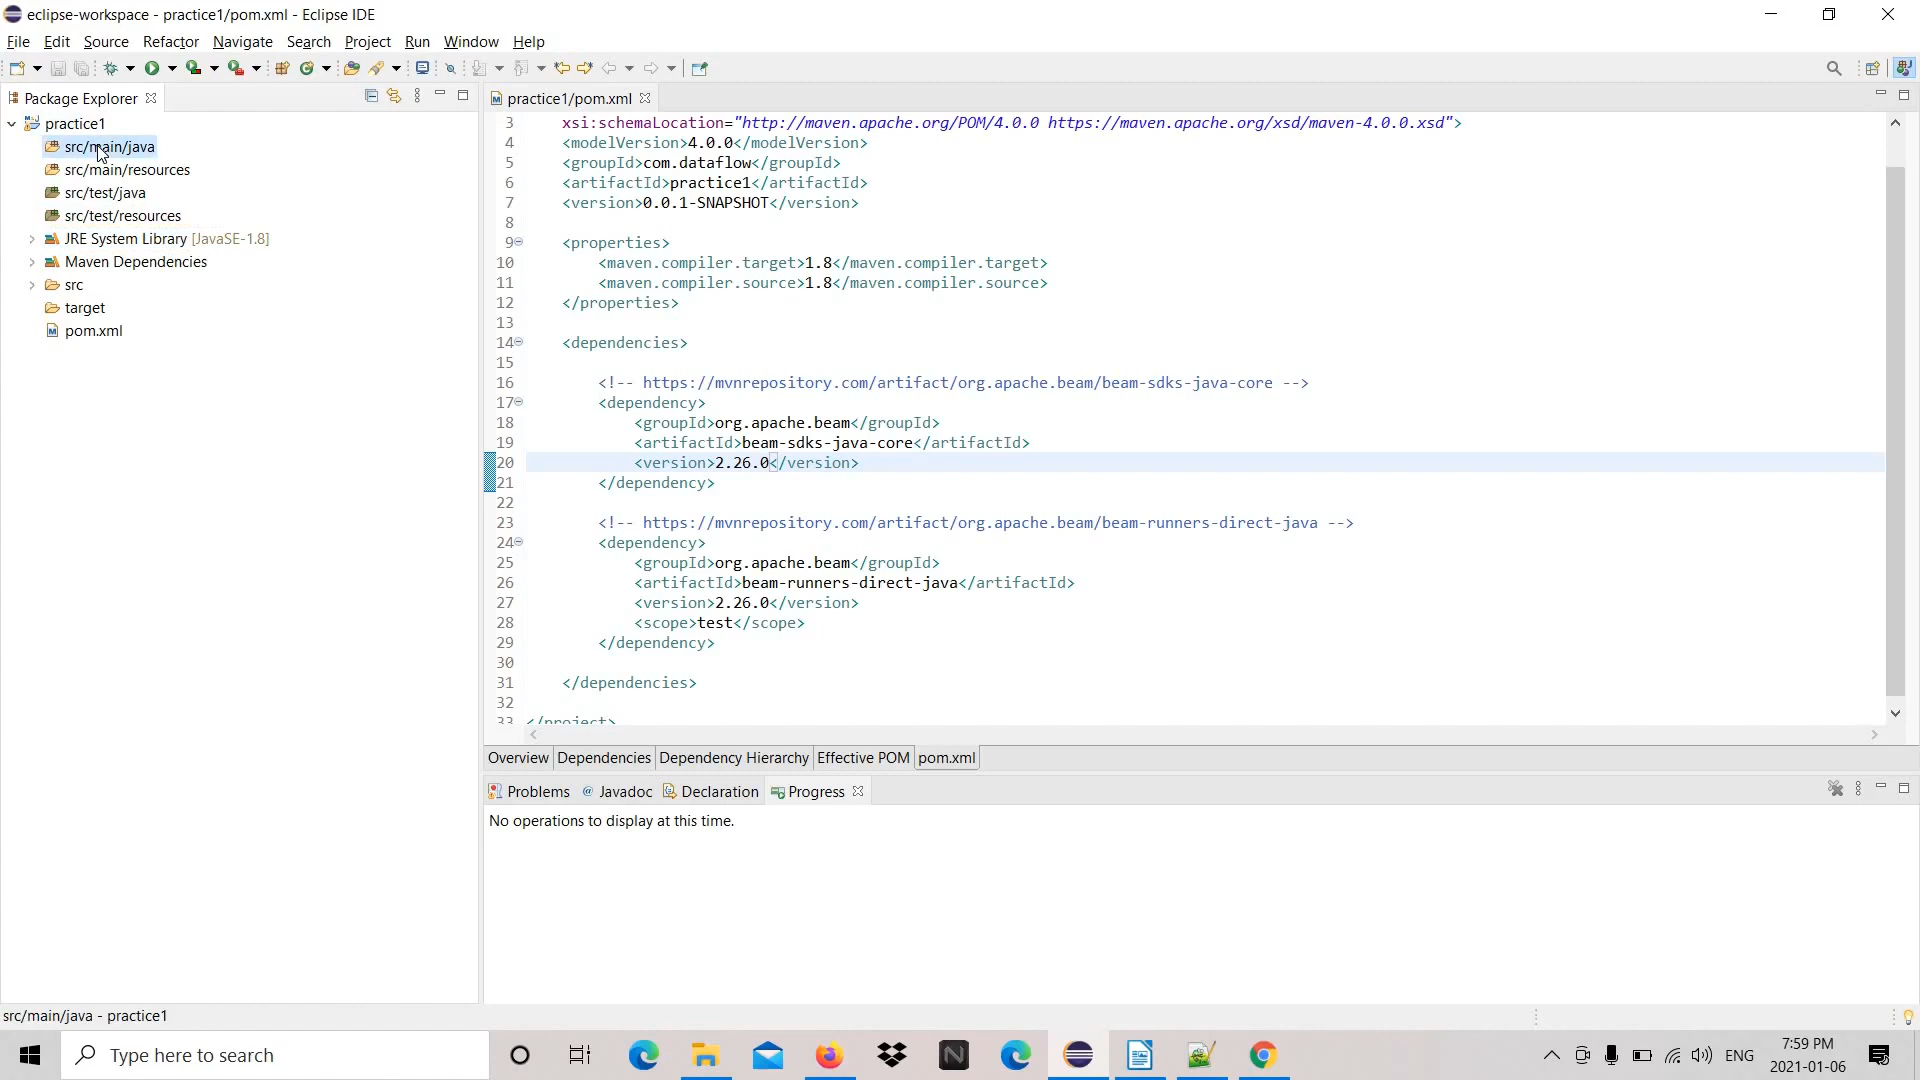 eclipse-workspace - practice1/pom.xml - Eclipse IDE
File Edit Source Refactor Navigate Search Project Run Window Help
Package Explorer
practice1
src/main/java
src/main/resources
src/test/java
src/test/resources
JRE System Library [JavaSE-1.8]
Maven Dependencies
src
target
pom.xml
practice1/pom.xml
3 xsi:schemaLocation="http://maven.apache.org/POM/4.0.0 https://maven.apache.org/xsd/maven-4.0.0.xsd">
4 <modelVersion>4.0.0</modelVersion>
5 <groupId>com.dataflow</groupId>
6 <artifactId>practice1</artifactId>
7 <version>0.0.1-SNAPSHOT</version>
8
9 <properties>
10 <maven.compiler.target>1.8</maven.compiler.target>
11 <maven.compiler.source>1.8</maven.compiler.source>
12 </properties>
13
14 <dependencies>
15
16 <!-- https://mvnrepository.com/artifact/org.apache.beam/beam-sdks-java-core -->
17 <dependency>
18 <groupId>org.apache.beam</groupId>
19 <artifactId>beam-sdks-java-core</artifactId>
20 <version>2.26.0</version>
21 </dependency>
22
23 <!-- https://mvnrepository.com/artifact/org.apache.beam/beam-runners-direct-java -->
24 <dependency>
25 <groupId>org.apache.beam</groupId>
26 <artifactId>beam-runners-direct-java</artifactId>
27 <version>2.26.0</version>
28 <scope>test</scope>
29 </dependency>
30
31 </dependencies>
32
33 </project>
Overview Dependencies Dependency Hierarchy Effective POM pom.xml
Problems Javadoc Declaration Progress
No operations to display at this time.
src/main/java - practice1
Type here to search
ENG
7:59 PM
2021-01-06